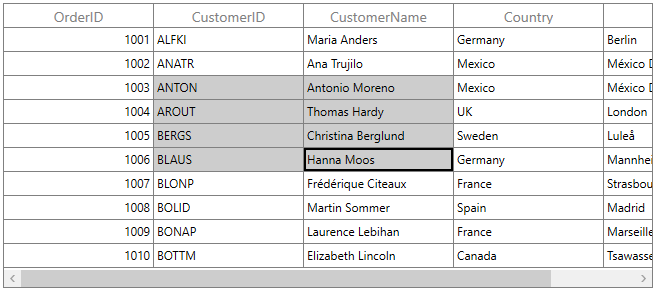 OrderID CustomerID CustomerName Country
1001 ALFKI Maria Anders Germany Berlin
1002 ANATR Ana Trujilo Mexico México D
1003 ANTON Antonio Moreno Mexico México D
1004 AROUT Thomas Hardy UK London
1005 BERGS Christina Berglund Sweden Luleå
1006 BLAUS Hanna Moos Germany Mannhei
1007 BLONP Frédérique Citeaux France Strasbou
1008 BOLID Martin Sommer Spain Madrid
1009 BONAP Laurence Lebihan France Marseille
1010 BOTTM Elizabeth Lincoln Canada Tsawasse